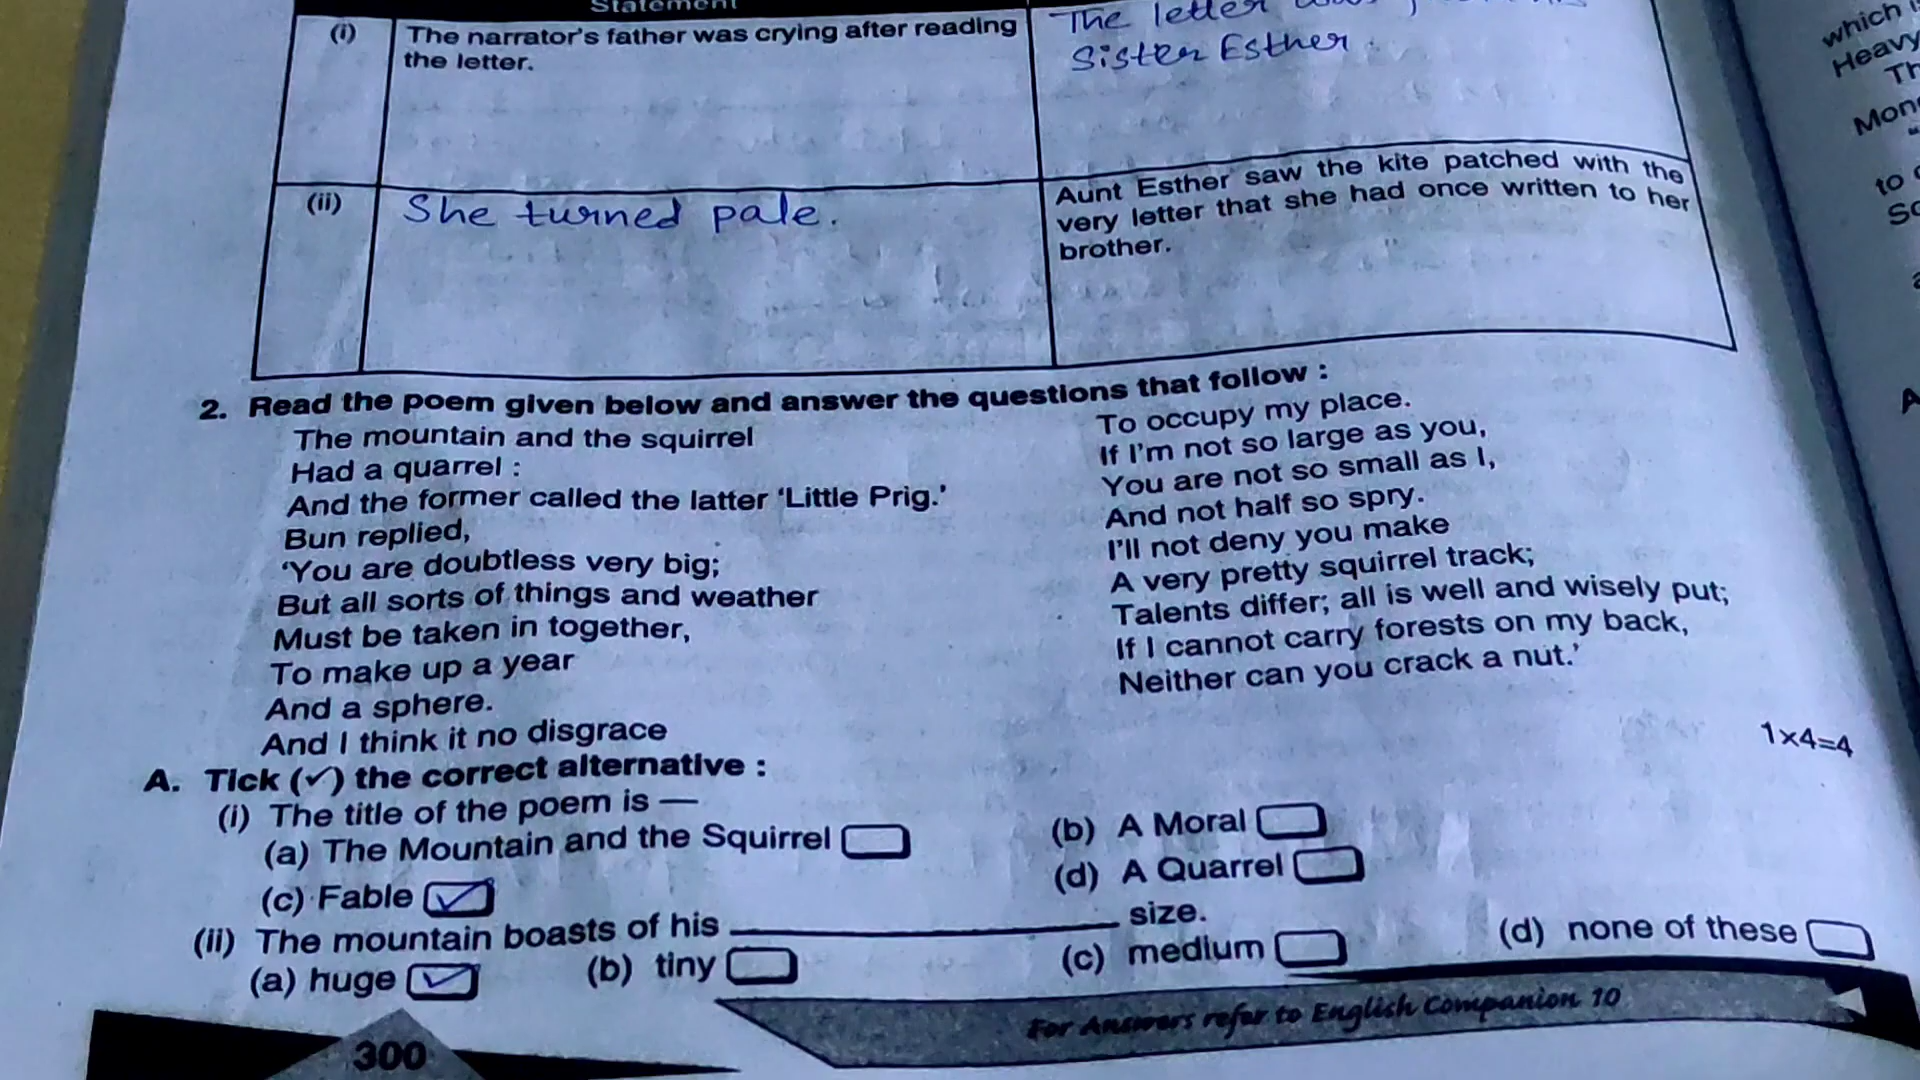 Statement
(i) The narrator's father was crying after reading
the letter.
The letter
Sister Esther.
(ii) She turned pale.
Aunt Esther saw the kite patched with the
very letter that she had once written to her
brother.
2. Read the poem given below and answer the questions that follow :
The mountain and the squirrel
Had a quarrel :
And the former called the latter 'Little Prig.'
Bun replied,
'You are doubtless very big;
But all sorts of things and weather
Must be taken in together,
To make up a year
And a sphere.
And I think it no disgrace
To occupy my place.
If I'm not so large as you,
You are not so small as I,
And not half so spry.
I'll not deny you make
A very pretty squirrel track;
Talents differ; all is well and wisely put;
If I cannot carry forests on my back,
Neither can you crack a nut.'
A. Tick (✓) the correct alternative : 1×4=4
(i) The title of the poem is —
(a) The Mountain and the Squirrel (b) A Moral
(c) Fable ✓ (d) A Quarrel
(ii) The mountain boasts of his ____________ size.
(a) huge ✓ (b) tiny (c) medium (d) none of these
For Answers refer to English Companion 10
300
which
Heavy
to